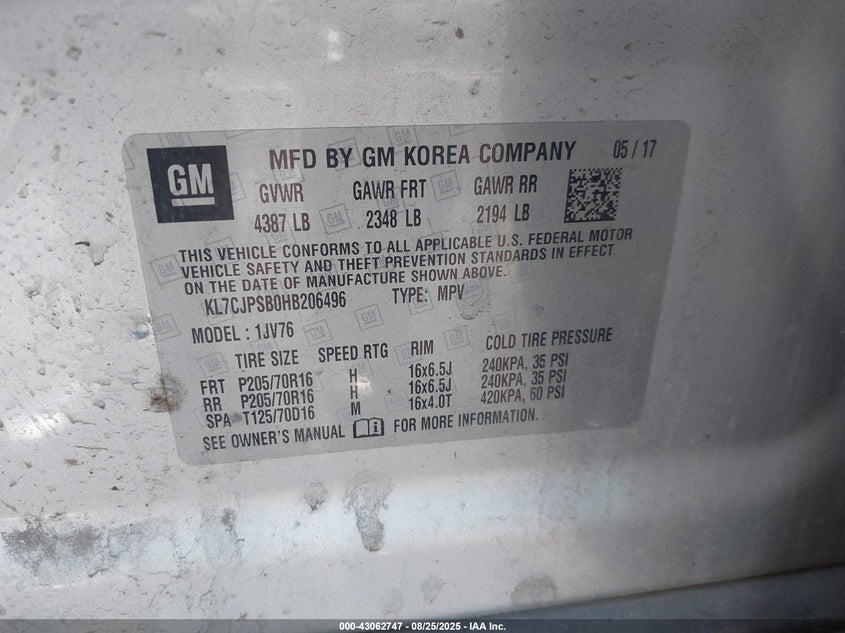 GM
MFD BY GM KOREA COMPANY 05 / 17
GVWR GAWR FRT GAWR RR
4387 LB 2348 LB 2194 LB
THIS VEHICLE CONFORMS TO ALL APPLICABLE U.S. FEDERAL MOTOR
VEHICLE SAFETY AND THEFT PREVENTION STANDARDS IN EFFECT
ON THE DATE OF MANUFACTURE SHOWN ABOVE.
KL7CJPSB0HB206496 TYPE: MPV
MODEL : 1JV76
TIRE SIZE SPEED RTG RIM COLD TIRE PRESSURE
FRT P205/70R16 H 16x6.5J 240KPA, 35 PSI
RR P205/70R16 H 16x6.5J 240KPA, 35 PSI
SPA T125/70D16 M 16x4.0T 420KPA, 60 PSI
SEE OWNER'S MANUAL FOR MORE INFORMATION.
000-43062747 - 08/25/2025 - IAA Inc.